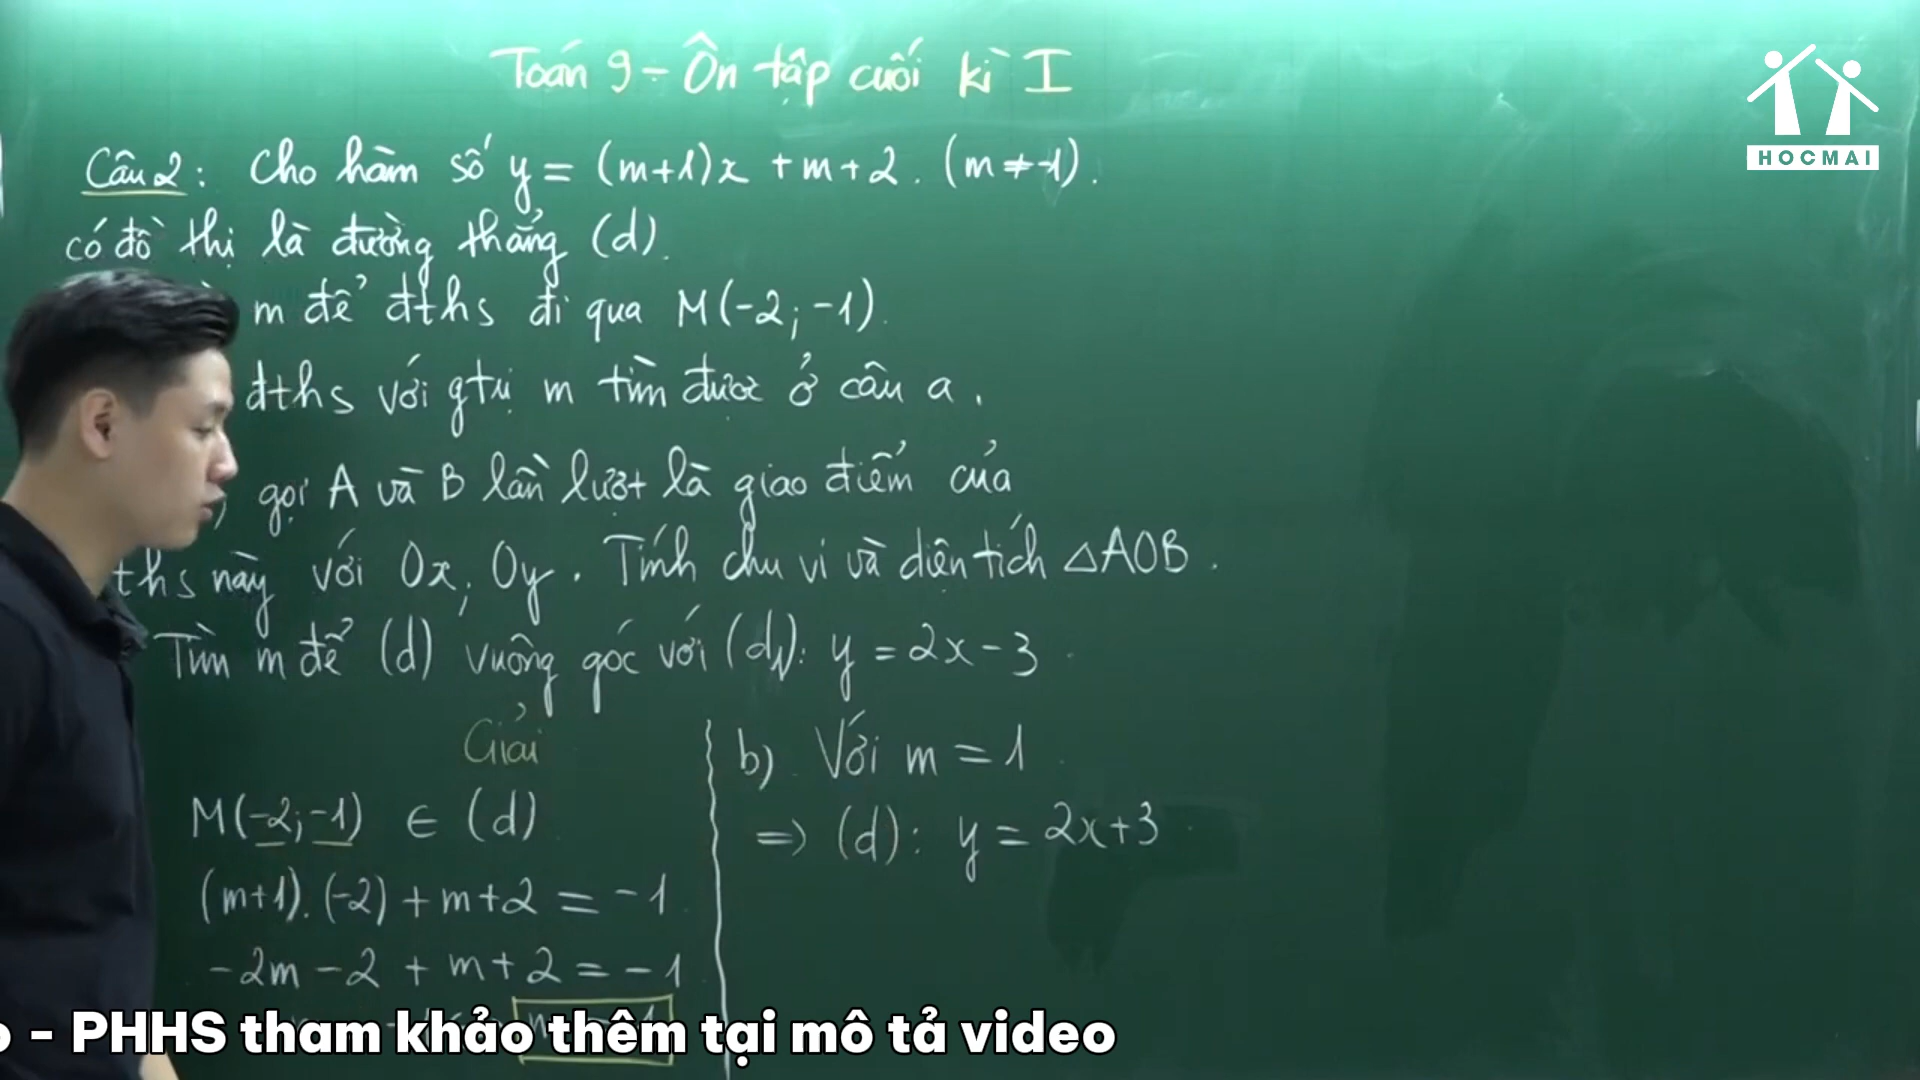 Toán 9 - Ôn tập cuối kì I
HOCMAI
Câu 2: Cho hàm số y = (m+1)x + m + 2. (m ≠ -1).
có đồ thị là đường thẳng (d).
m để đths đi qua M(-2; -1).
đths với gtrị m tìm được ở câu a.
gọi A và B lần lượt là giao điểm của
ths này với Ox, Oy. Tính chu vi và diện tích △AOB.
Tìm m để (d) vuông góc với (d₁): y = 2x - 3
Giải
M(-2; -1) ∈ (d)
(m+1).(-2) + m + 2 = -1
-2m - 2 + m + 2 = -1
b) Với m = 1
=> (d): y = 2x+3
- PHHS tham khảo thêm tại mô tả video